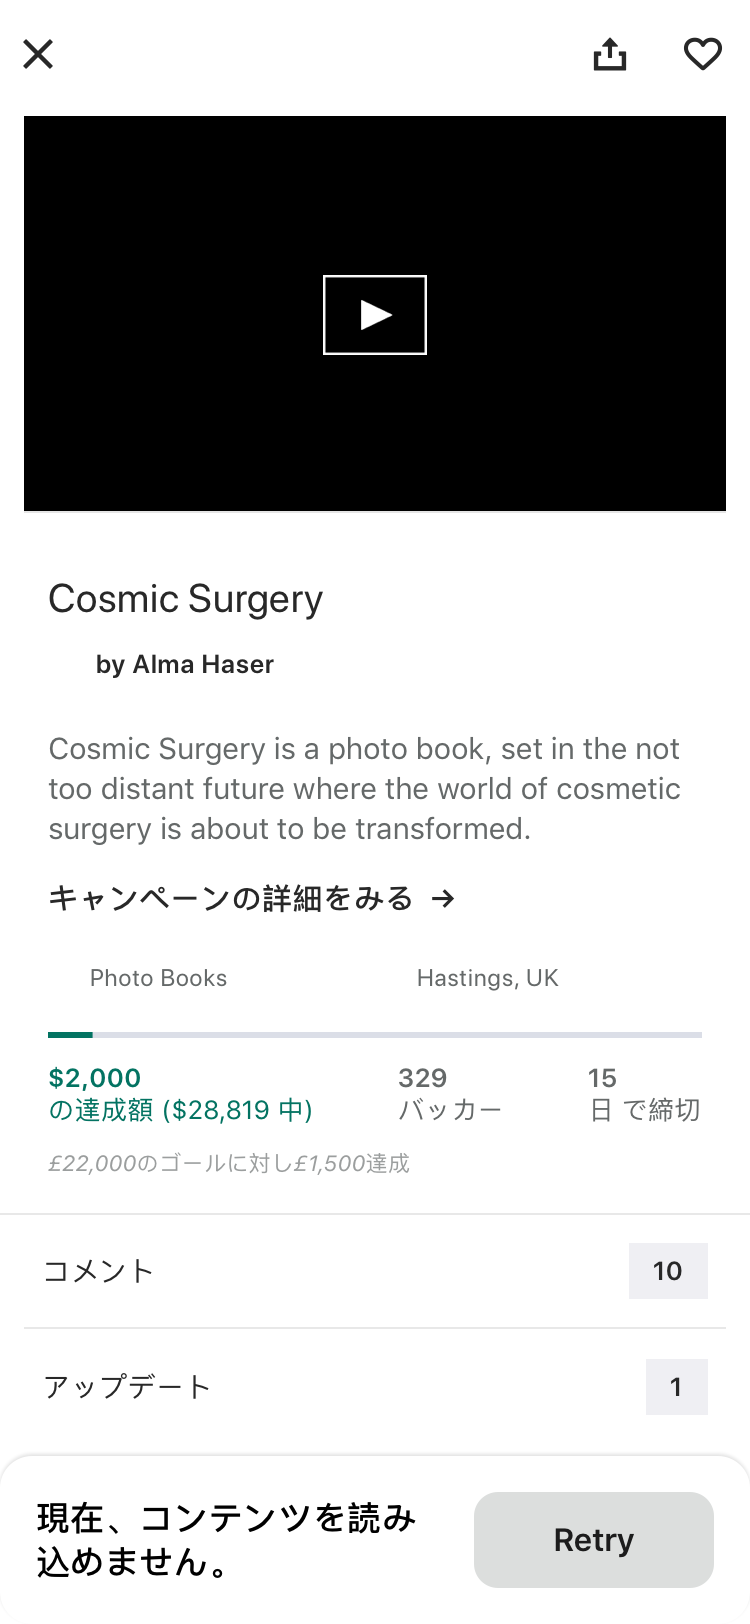 Cosmic Surgery
by Alma Haser
Cosmic Surgery is a photo book, set in the not
too distant future where the world of cosmetic
surgery is about to be transformed.
キャンペーンの詳細をみる →
Photo Books
Hastings, UK
$2,000
の達成額 ($28,819 中)
329
バッカー
15
日 で締切
£22,000のゴールに対し£1,500達成
コメント
10
アップデート
1
現在、コンテンツを読み
込めません。
Retry